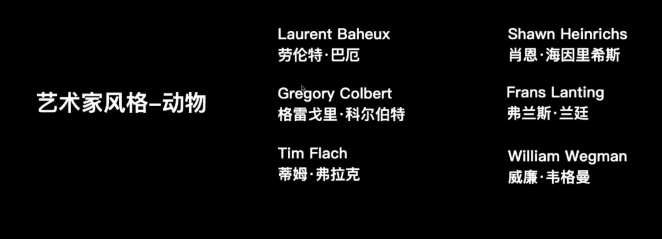 艺术家风格–动物
Laurent Baheux
劳伦特·巴厄
Gregory Colbert
格雷戈里·科尔伯特
Tim Flach
蒂姆·弗拉克
Shawn Heinrichs
肖恩·海因里希斯
Frans Lanting
弗兰斯·兰廷
William Wegman
威廉·韦格曼